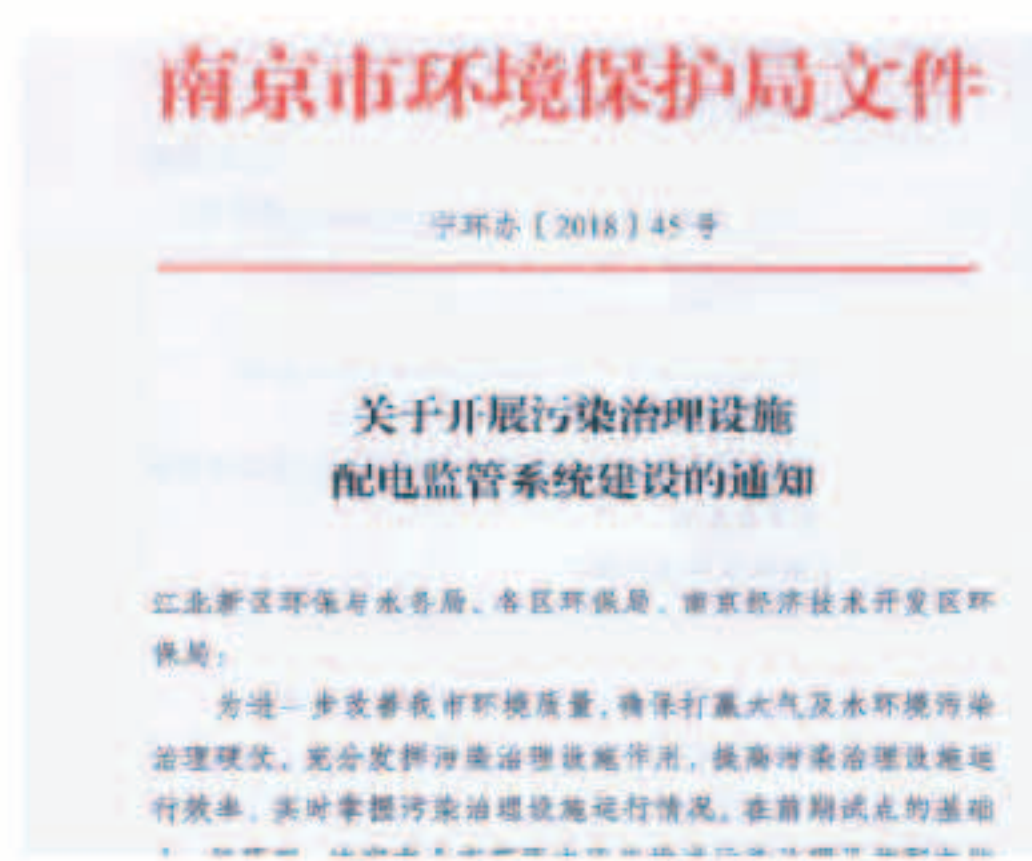 南京市环境保护局文件
宁环办〔2018〕45号
关于开展污染治理设施
配电监管系统建设的通知
江北新区环保与水务局,各区环保局,南京经济技术开发区环
保局:
为进一步改善我市环境质量,确保打赢大气及水环境污染
治理硬仗,充分发挥污染治理设施作用,提高污染治理设施运
行效率,实时掌握污染治理设施运行情况,在前期试点的基础